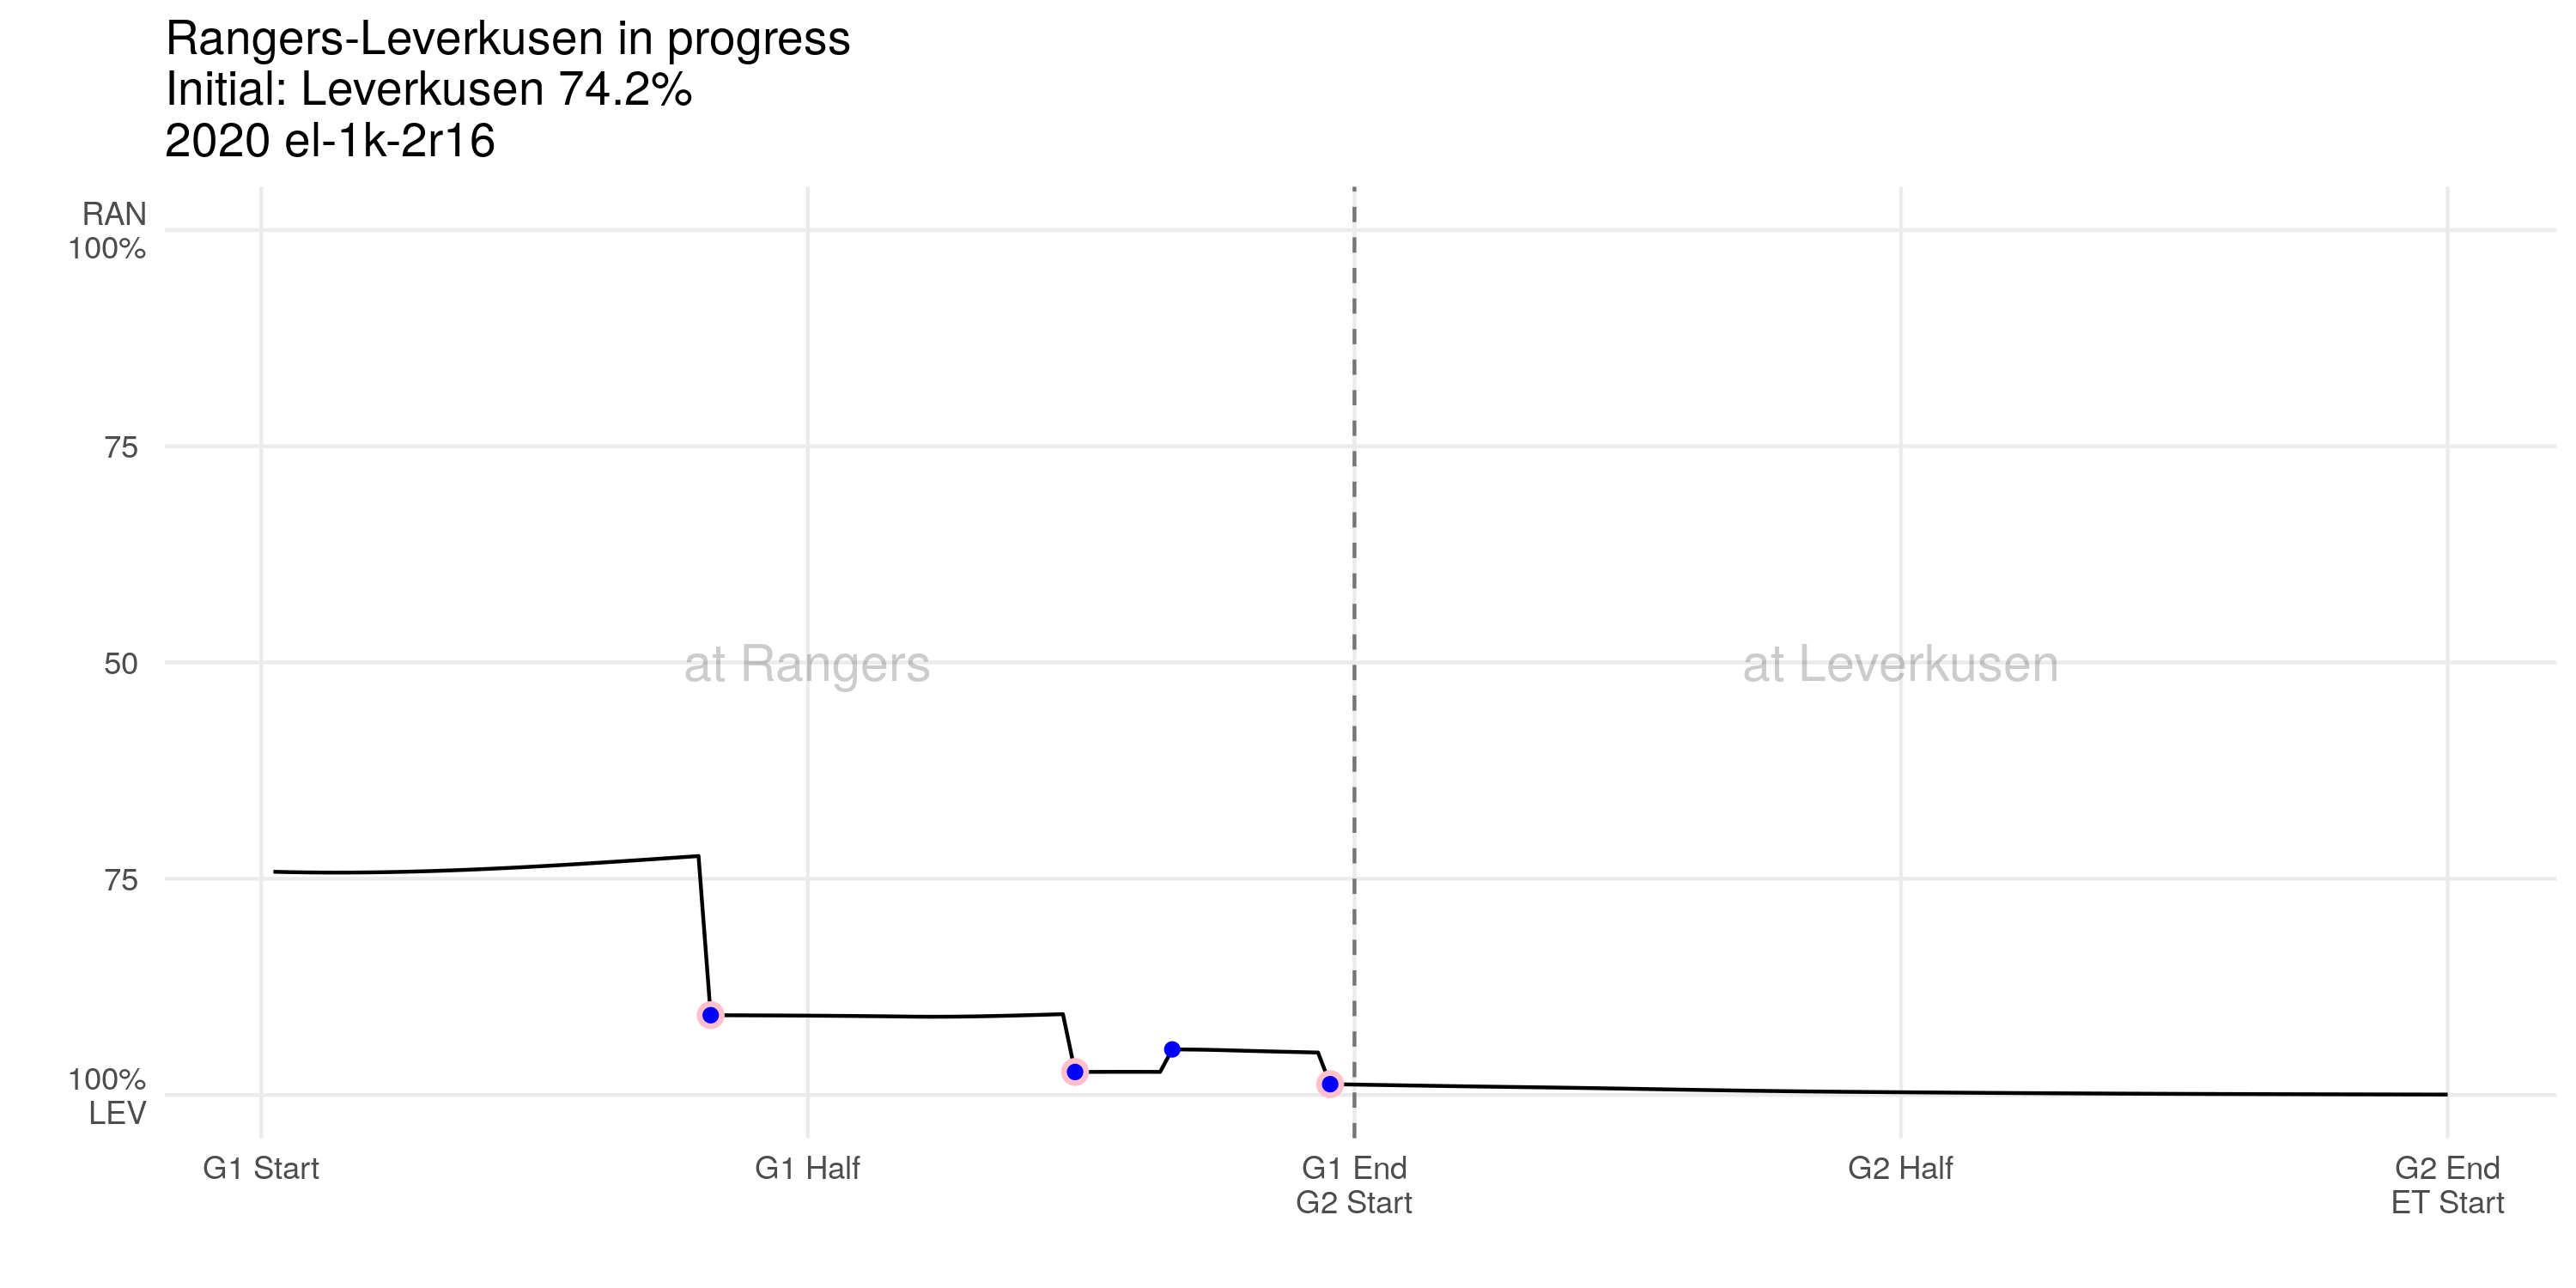 Rangers-Leverkusen in progress
Initial: Leverkusen 74.2%
2020 el-1k-2r16
RAN
100%
75
50
75
100%
LEV
at Rangers
at Leverkusen
G1 Start
G1 Half
G1 End
G2 Start
G2 Half
G2 End
ET Start